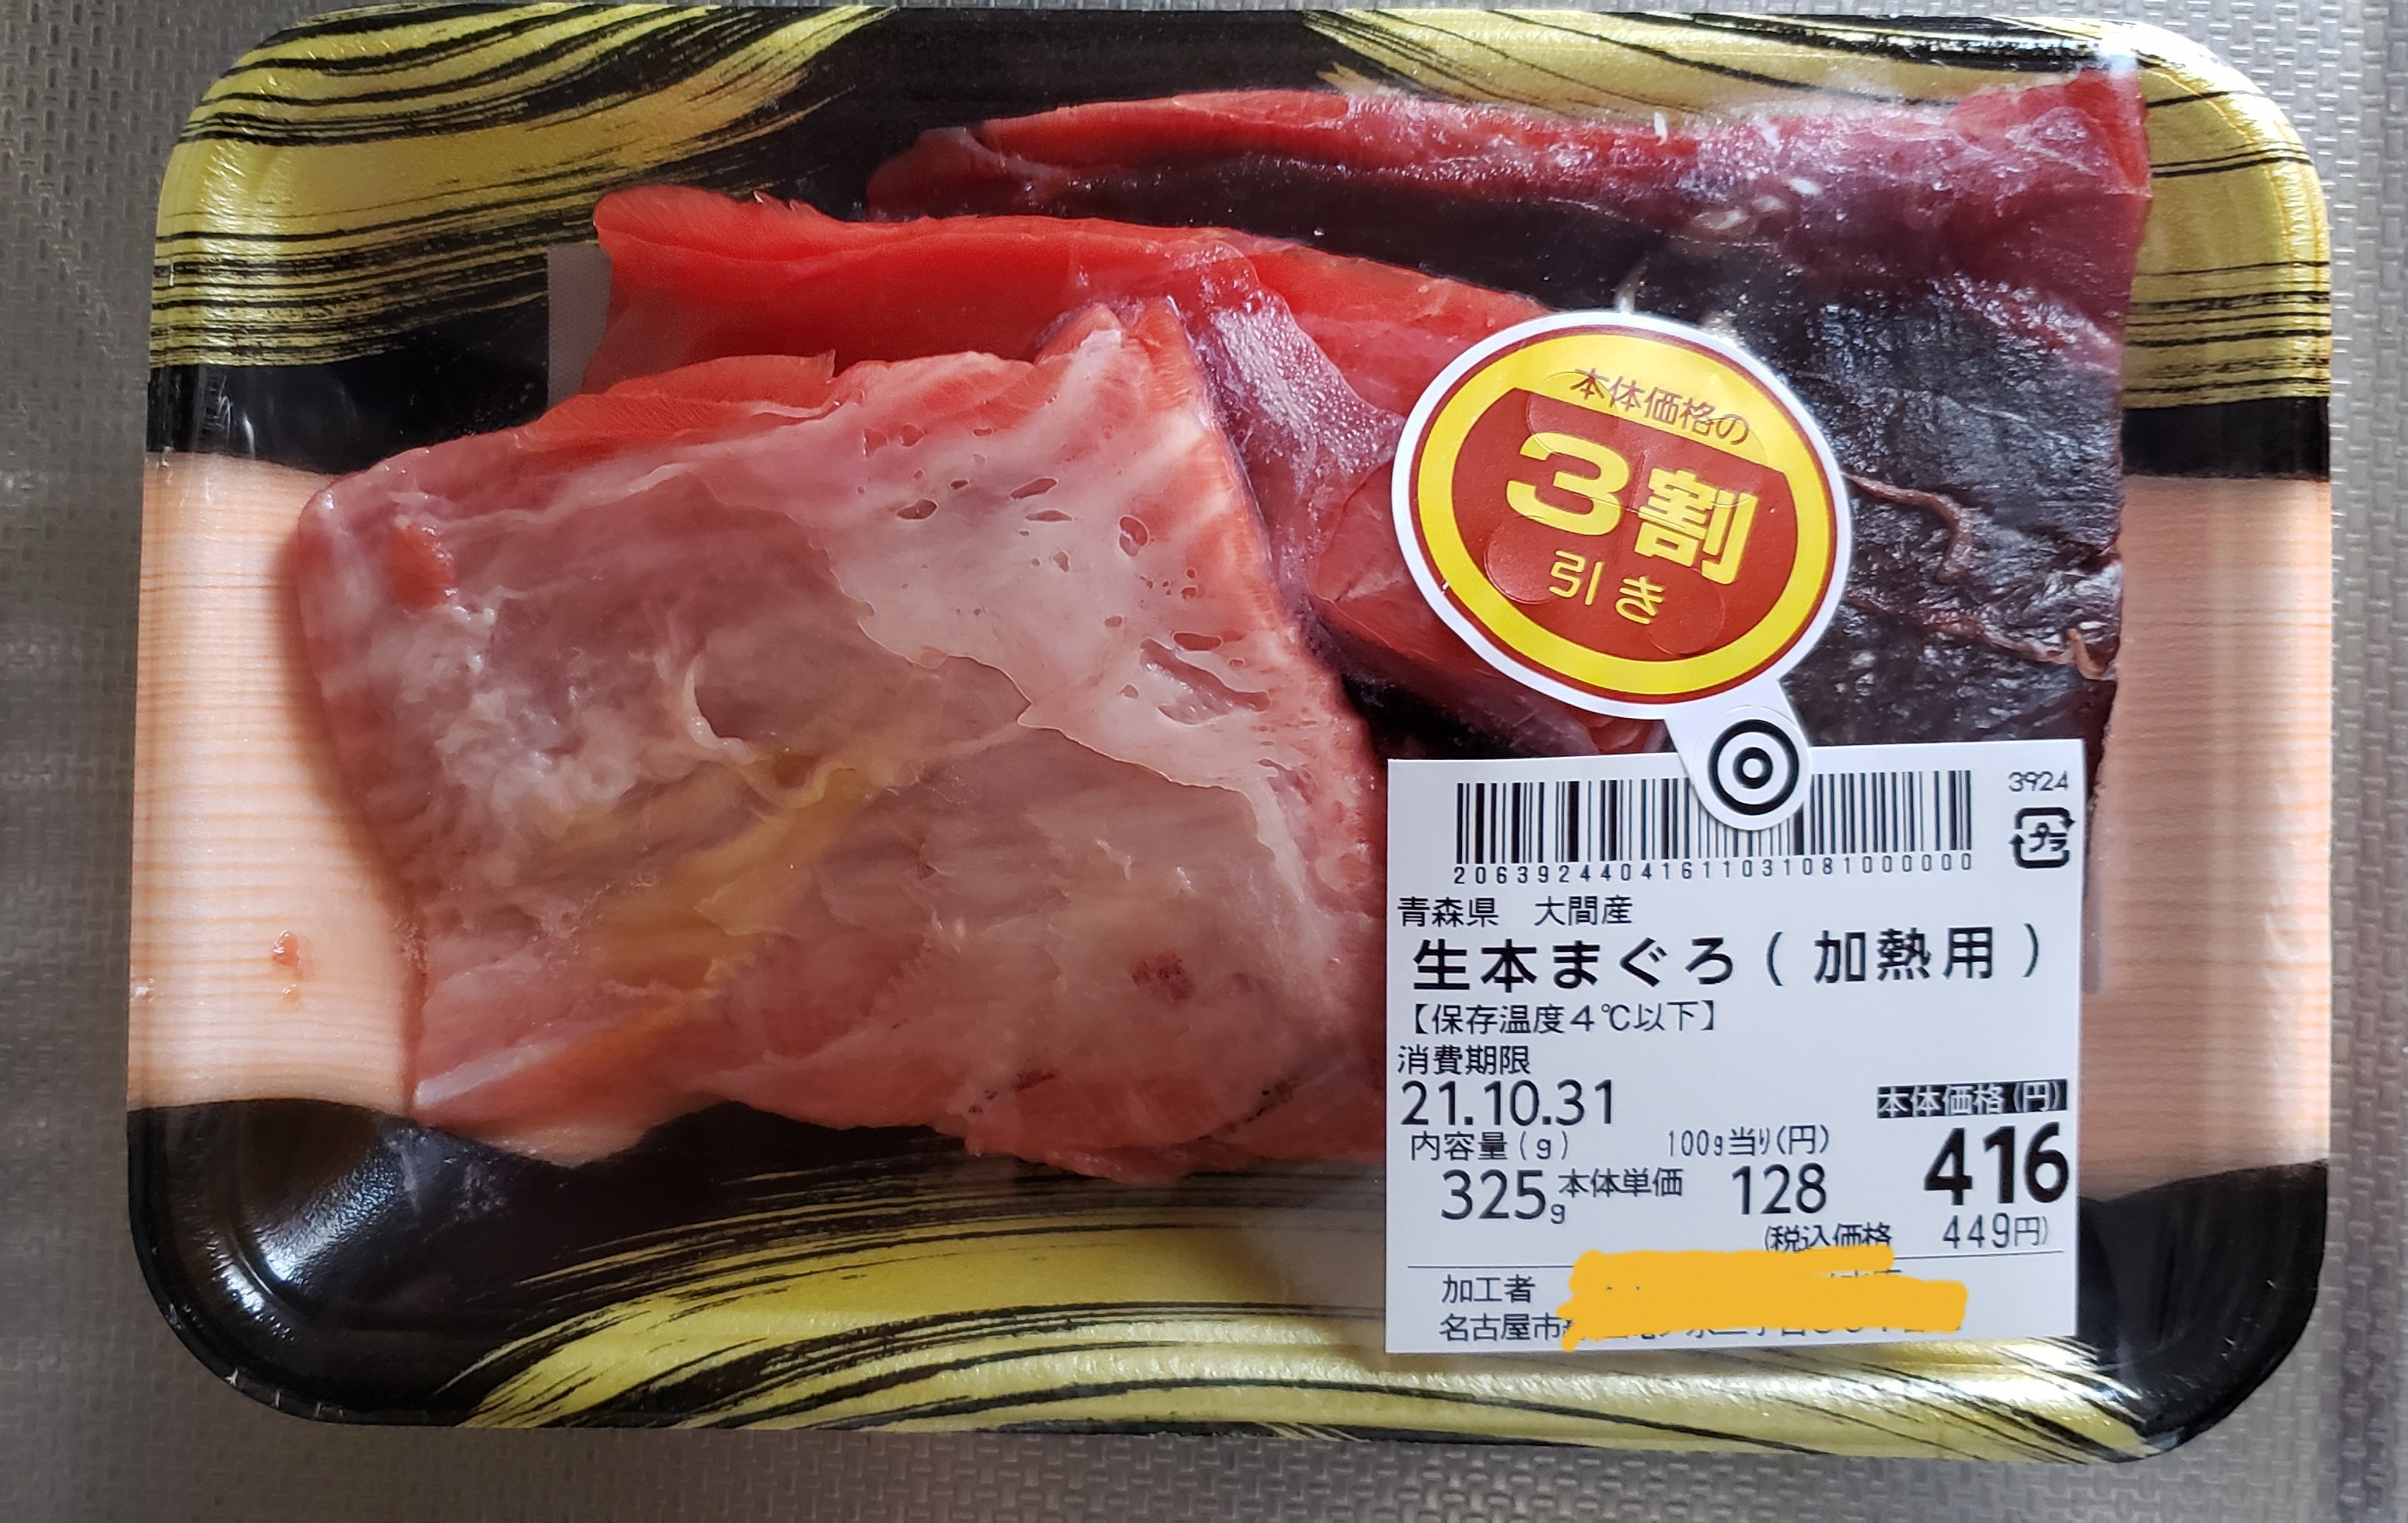 本体価格の
3割
引き
3924
プラ
2063924404161103108100000​0
青森県 大間産
生本まぐろ(加熱用)
【保存温度4℃以下】
消費期限
21.10.31
本体価格(円)
内容量(g) 100g当り(円)
325g 本体単価 128 416
(税込価格 449円)
加工者
名古屋市